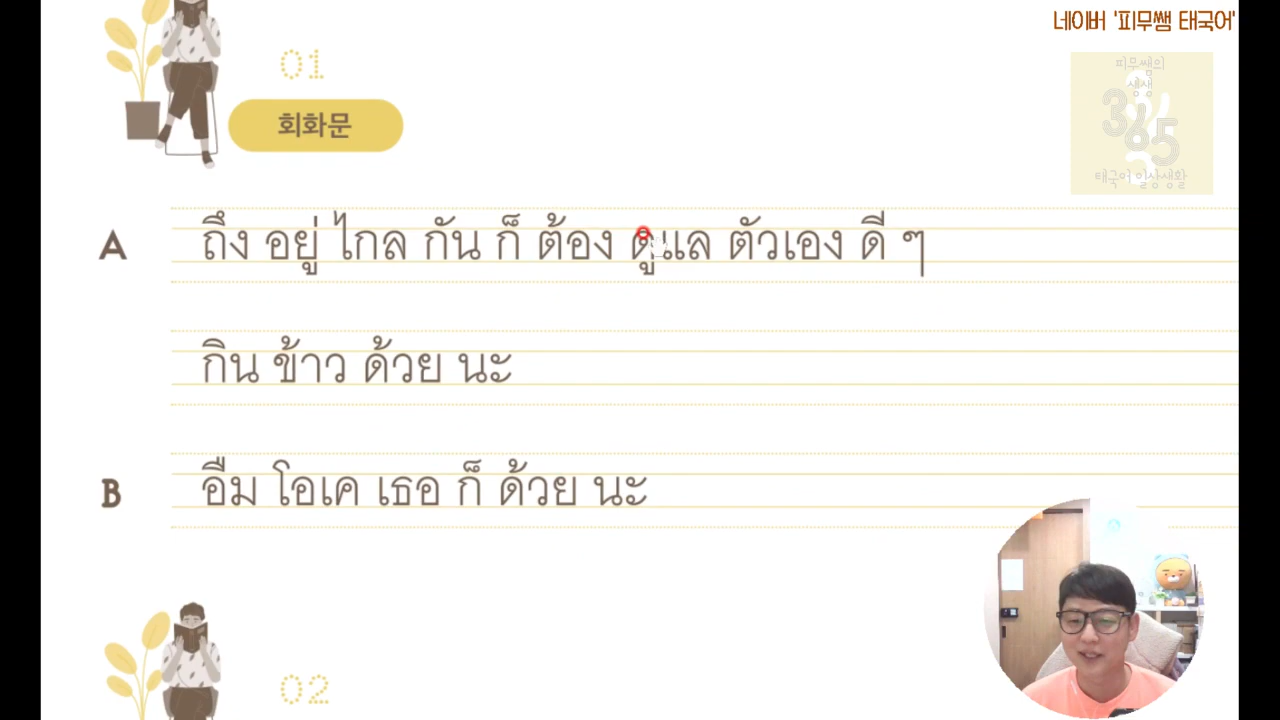 네이버 '피무쌤 태국어'
01
회화문
피무쌤의
생생
365
태국어 일상생활
A ถึง อยู่ ไกล กัน ก็ ต้อง ดูแล ตัวเอง ดี ๆ
กิน ข้าว ด้วย นะ
B อืม โอเค เธอ ก็ ด้วย นะ
02